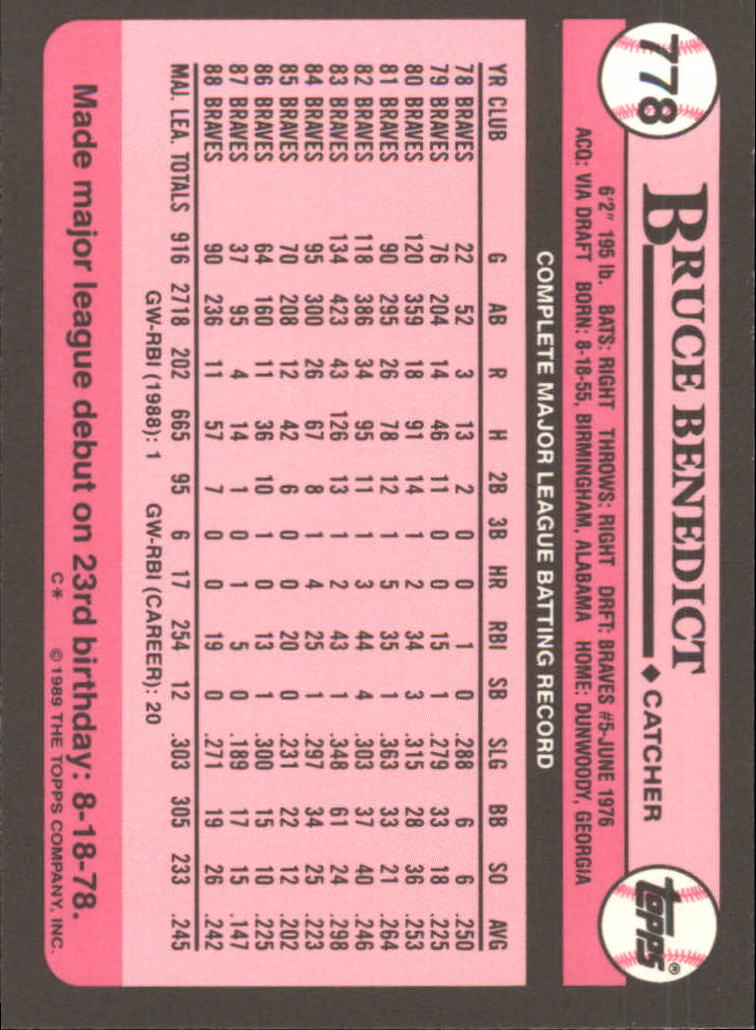 778
BRUCE BENEDICT ◆ CATCHER
topps®
6'2" 195 lb. BATS: RIGHT THROWS: RIGHT DRFT: BRAVES #5-JUNE 1976
ACQ: VIA DRAFT BORN: 8-18-55, BIRMINGHAM, ALABAMA HOME: DUNWOODY, GEORGIA
COMPLETE MAJOR LEAGUE BATTING RECORD
YR CLUB G AB R H 2B 3B HR RBI SB SLG BB SO AVG
78 BRAVES 22 52 3 13 2 0 0 1 0 .288 6 6 .250
79 BRAVES 76 204 14 46 11 0 0 15 1 .279 33 18 .225
80 BRAVES 120 359 18 91 14 1 2 34 3 .315 28 36 .253
81 BRAVES 90 295 26 78 12 1 5 35 1 .363 33 21 .264
82 BRAVES 118 386 34 95 11 1 3 44 4 .303 37 40 .246
83 BRAVES 134 423 43 126 13 1 2 43 1 .348 61 24 .298
84 BRAVES 95 300 26 67 8 1 4 25 1 .297 34 25 .223
85 BRAVES 70 208 12 42 6 0 0 20 0 .231 22 12 .202
86 BRAVES 64 160 11 36 10 1 0 13 1 .300 15 10 .225
87 BRAVES 37 95 4 14 1 0 1 5 0 .189 17 15 .147
88 BRAVES 90 236 11 57 7 0 0 19 0 .271 19 26 .242
MAJ. LEA. TOTALS 916 2718 202 665 95 6 17 254 12 .303 305 233 .245
GW-RBI (1988): 1 GW-RBI (CAREER): 20
Made major league debut on 23rd birthday: 8-18-78.
C* © 1989 THE TOPPS COMPANY, INC.